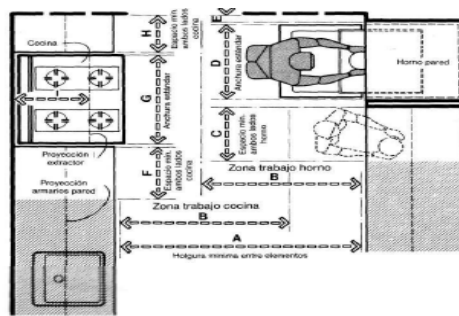 Cocina
H
Espacio mín.
ambos lados
cocina
E
D
Anchura estándar
Horno pared
G
Anchura estándar
I
C
Espacio mín.
ambos lados
horno
Proyección
extractor
Proyección
armarios pared
F
Espacio mín.
ambos lados
cocina
Zona trabajo horno
B
Zona trabajo cocina
B
A
Holgura mínima entre elementos